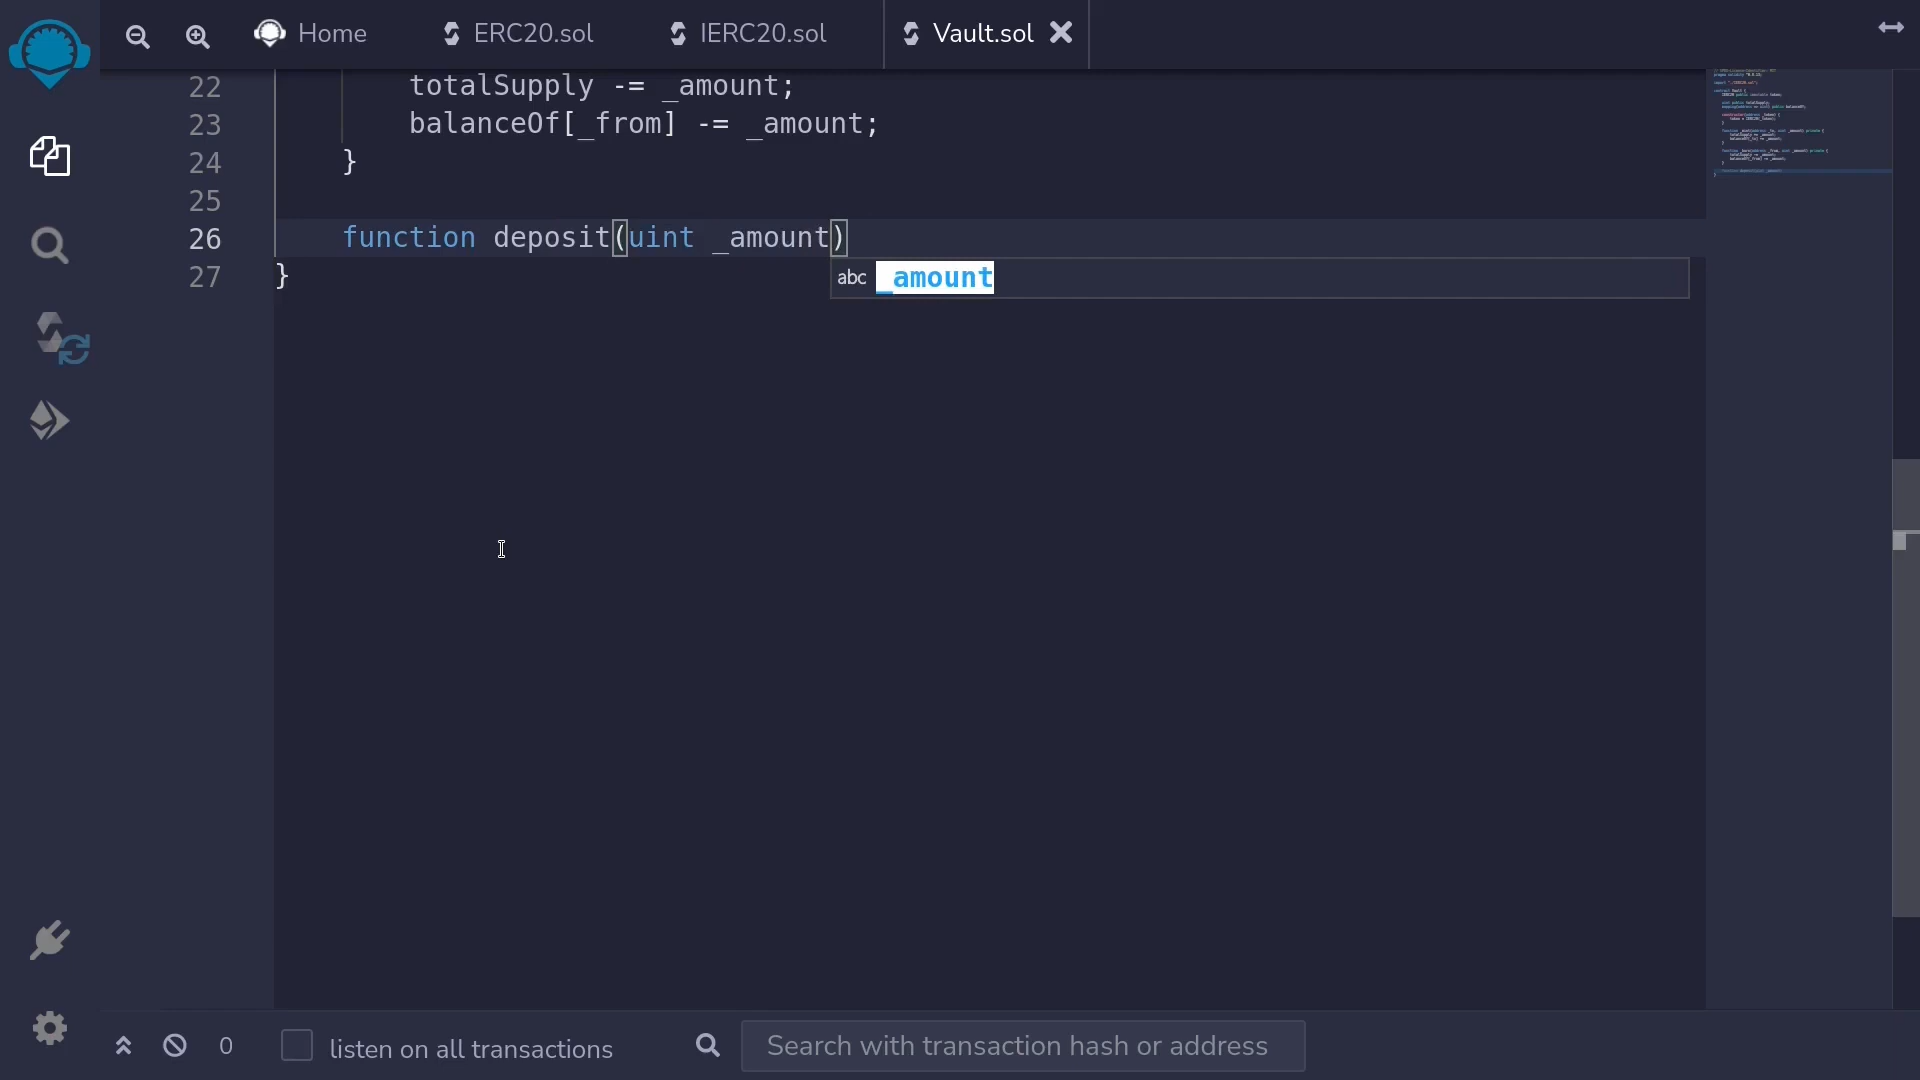 Home ERC20.sol IERC20.sol Vault.sol
22 totalSupply -= _amount;
23 balanceOf[_from] -= _amount;
24 }
25
26 function deposit(uint _amount)
abc _amount
27 }
0 listen on all transactions Search with transaction hash or address